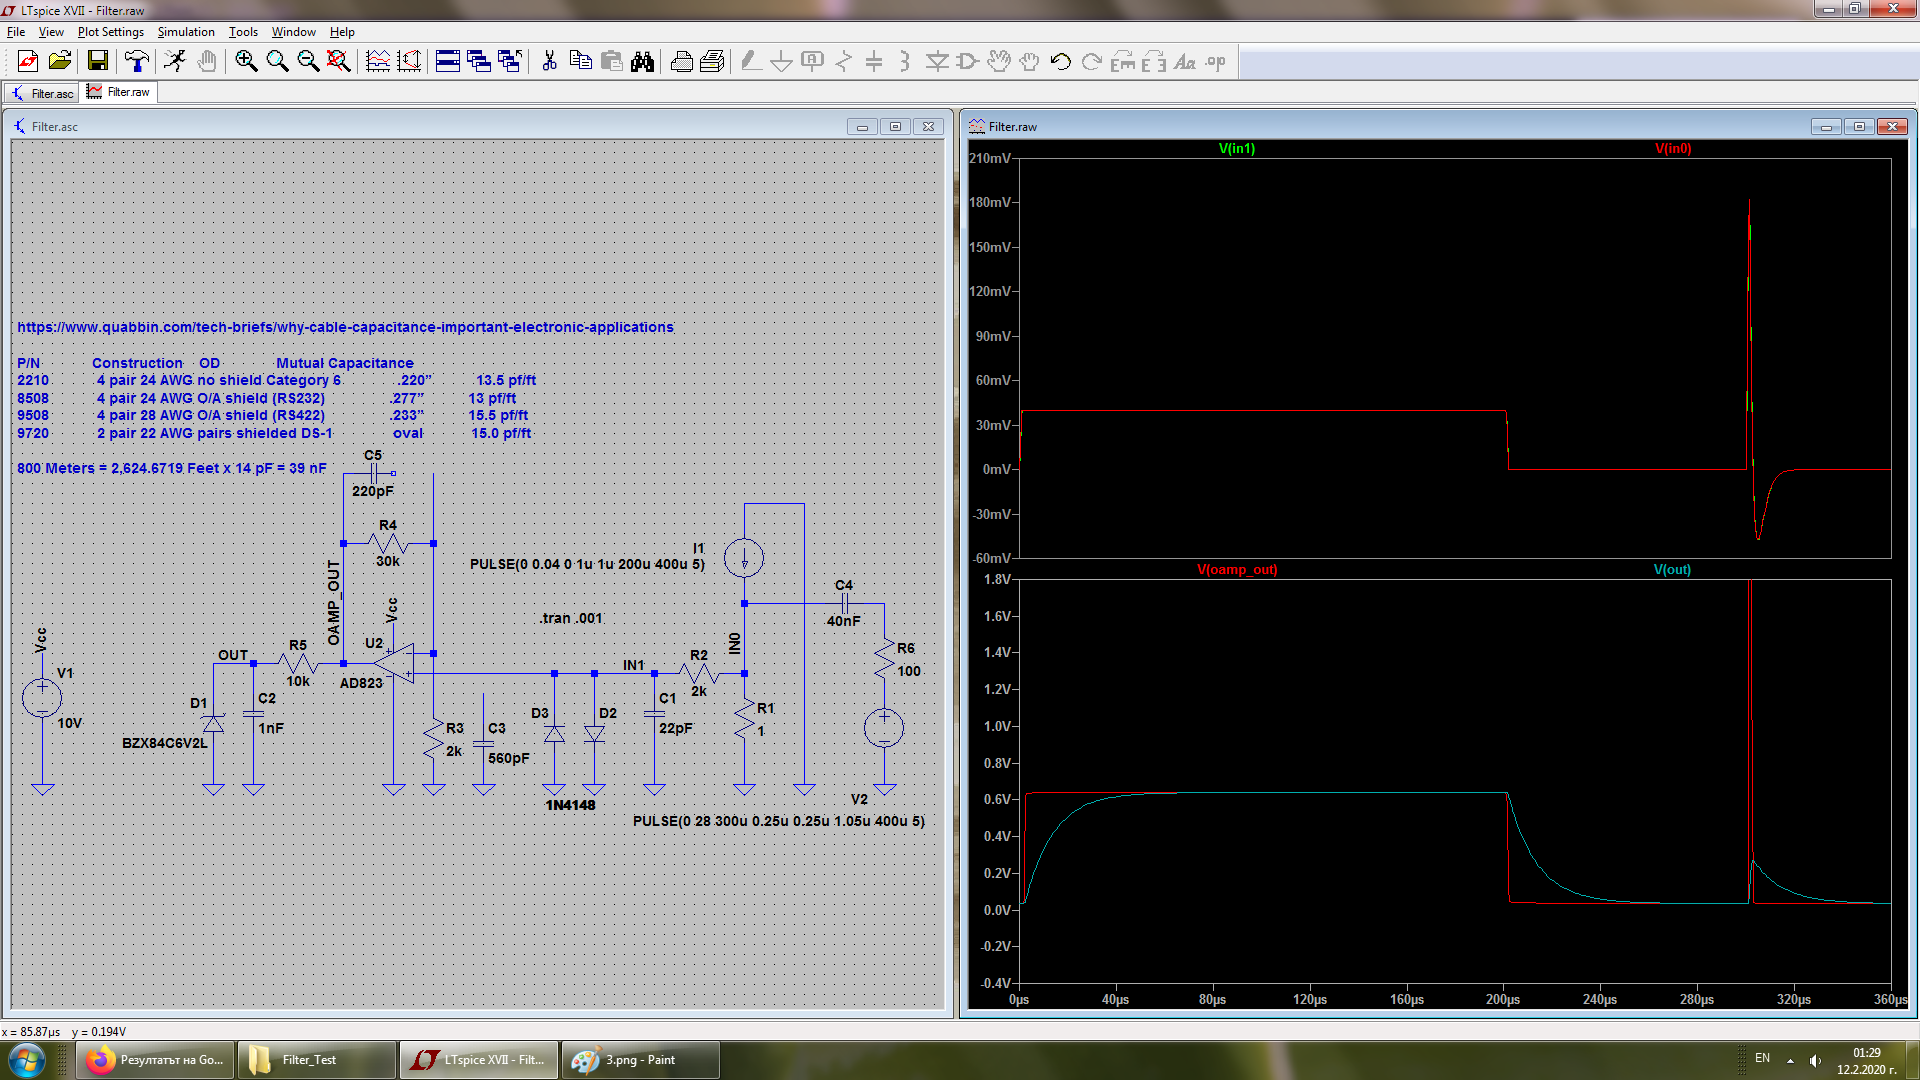 LTspice XVII - Filter.raw
File View Plot Settings Simulation Tools Window Help
Filter.asc Filter.raw
Filter.asc
https://www.quabbin.com/tech-briefs/why-cable-capacitance-important-electronic-applications
P/N Construction OD Mutual Capacitance
2210 4 pair 24 AWG no shield Category 6 .220” 13.5 pf/ft
8508 4 pair 24 AWG O/A shield (RS232) .277” 13 pf/ft
9508 4 pair 28 AWG O/A shield (RS422) .233” 15.5 pf/ft
9720 2 pair 22 AWG pairs shielded DS-1 oval 15.0 pf/ft
800 Meters = 2,624.6719 Feet x 14 pF = 39 nF
C5
220pF
R4
30k
OAMP_OUT
Vcc
I1
PULSE(0 0.04 0 1u 1u 200u 400u 5)
C4
40nF
.tran .001
IN0
R6
100
Vcc
V1
10V
OUT
R5
10k
U2
AD823
IN1
R2
2k
D1
BZX84C6V2L
C2
1nF
R3
2k
C3
560pF
D3
D2
1N4148
C1
22pF
R1
1
V2
PULSE(0 28 300u 0.25u 0.25u 1.05u 400u 5)
Filter.raw
V(in1) V(in0)
210mV
180mV
150mV
120mV
90mV
60mV
30mV
0mV
-30mV
-60mV
V(oamp_out) V(out)
1.8V
1.6V
1.4V
1.2V
1.0V
0.8V
0.6V
0.4V
0.2V
0.0V
-0.2V
-0.4V
0µs 40µs 80µs 120µs 160µs 200µs 240µs 280µs 320µs 360µs
x = 85.87µs y = 0.194V
Резултатът на Go... Filter_Test LTspice XVII - Filt... 3.png - Paint
EN
01:29
12.2.2020 г.